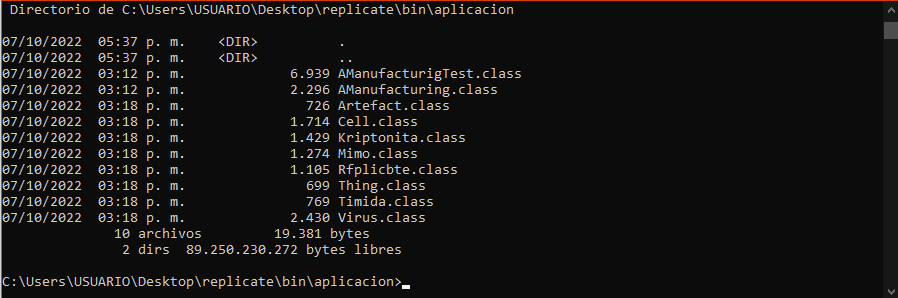 Directorio de C:\Users\USUARIO\Desktop\replicate\bin\aplicacion
07/10/2022  05:37 p. m.    <DIR>          .
07/10/2022  05:37 p. m.    <DIR>          ..
07/10/2022  03:12 p. m.             6.939 AManufacturigTest.class
07/10/2022  03:12 p. m.             2.296 AManufacturing.class
07/10/2022  03:18 p. m.               726 Artefact.class
07/10/2022  03:18 p. m.             1.714 Cell.class
07/10/2022  03:18 p. m.             1.429 Kriptonita.class
07/10/2022  03:18 p. m.             1.274 Mimo.class
07/10/2022  03:18 p. m.             1.105 Rfplicbte.class
07/10/2022  03:18 p. m.               699 Thing.class
07/10/2022  03:18 p. m.               769 Timida.class
07/10/2022  03:18 p. m.             2.430 Virus.class
10 archivos         19.381 bytes
2 dirs  89.250.230.272 bytes libres
C:\Users\USUARIO\Desktop\replicate\bin\aplicacion>